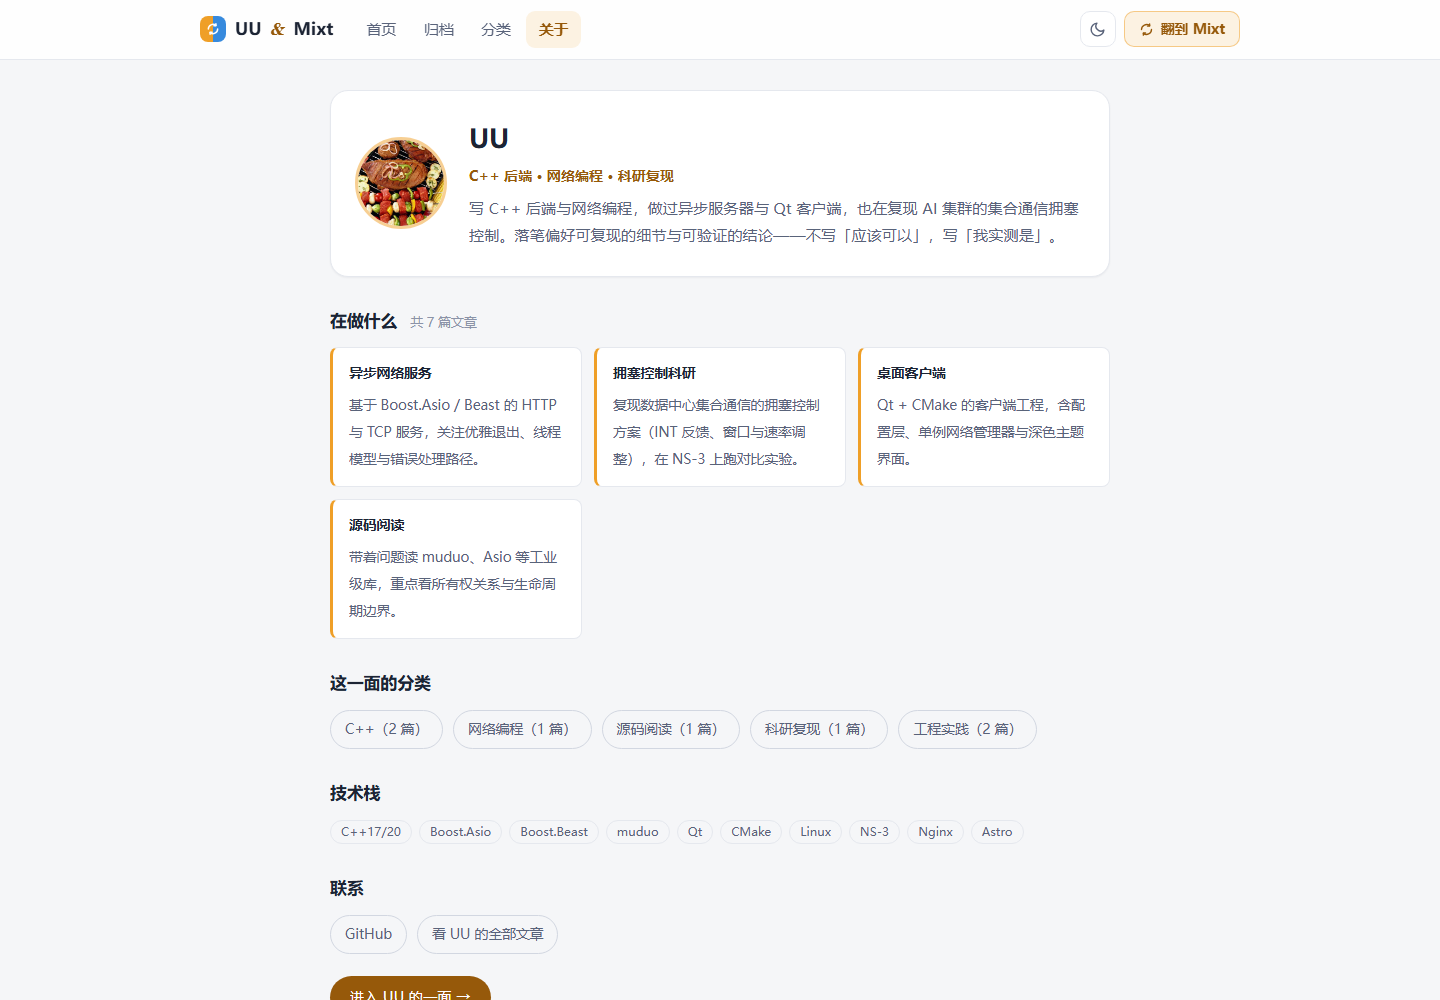 UU & Mixt
首页
归档
分类
关于
翻到 Mixt
UU
C++ 后端 • 网络编程 • 科研复现
写 C++ 后端与网络编程，做过异步服务器与 Qt 客户端，也在复现 AI 集群的集合通信拥塞
控制。落笔偏好可复现的细节与可验证的结论——不写「应该可以」，写「我实测是」。
在做什么 共 7 篇文章
异步网络服务
基于 Boost.Asio / Beast 的 HTTP
与 TCP 服务，关注优雅退出、线程
模型与错误处理路径。
拥塞控制科研
复现数据中心集合通信的拥塞控制
方案（INT 反馈、窗口与速率调
整），在 NS-3 上跑对比实验。
桌面客户端
Qt + CMake 的客户端工程，含配
置层、单例网络管理器与深色主题
界面。
源码阅读
带着问题读 muduo、Asio 等工业
级库，重点看所有权关系与生命周
期边界。
这一面的分类
C++（2 篇）
网络编程（1 篇）
源码阅读（1 篇）
科研复现（1 篇）
工程实践（2 篇）
技术栈
C++17/20
Boost.Asio
Boost.Beast
muduo
Qt
CMake
Linux
NS-3
Nginx
Astro
联系
GitHub
看 UU 的全部文章
进入 UU 的一面 →